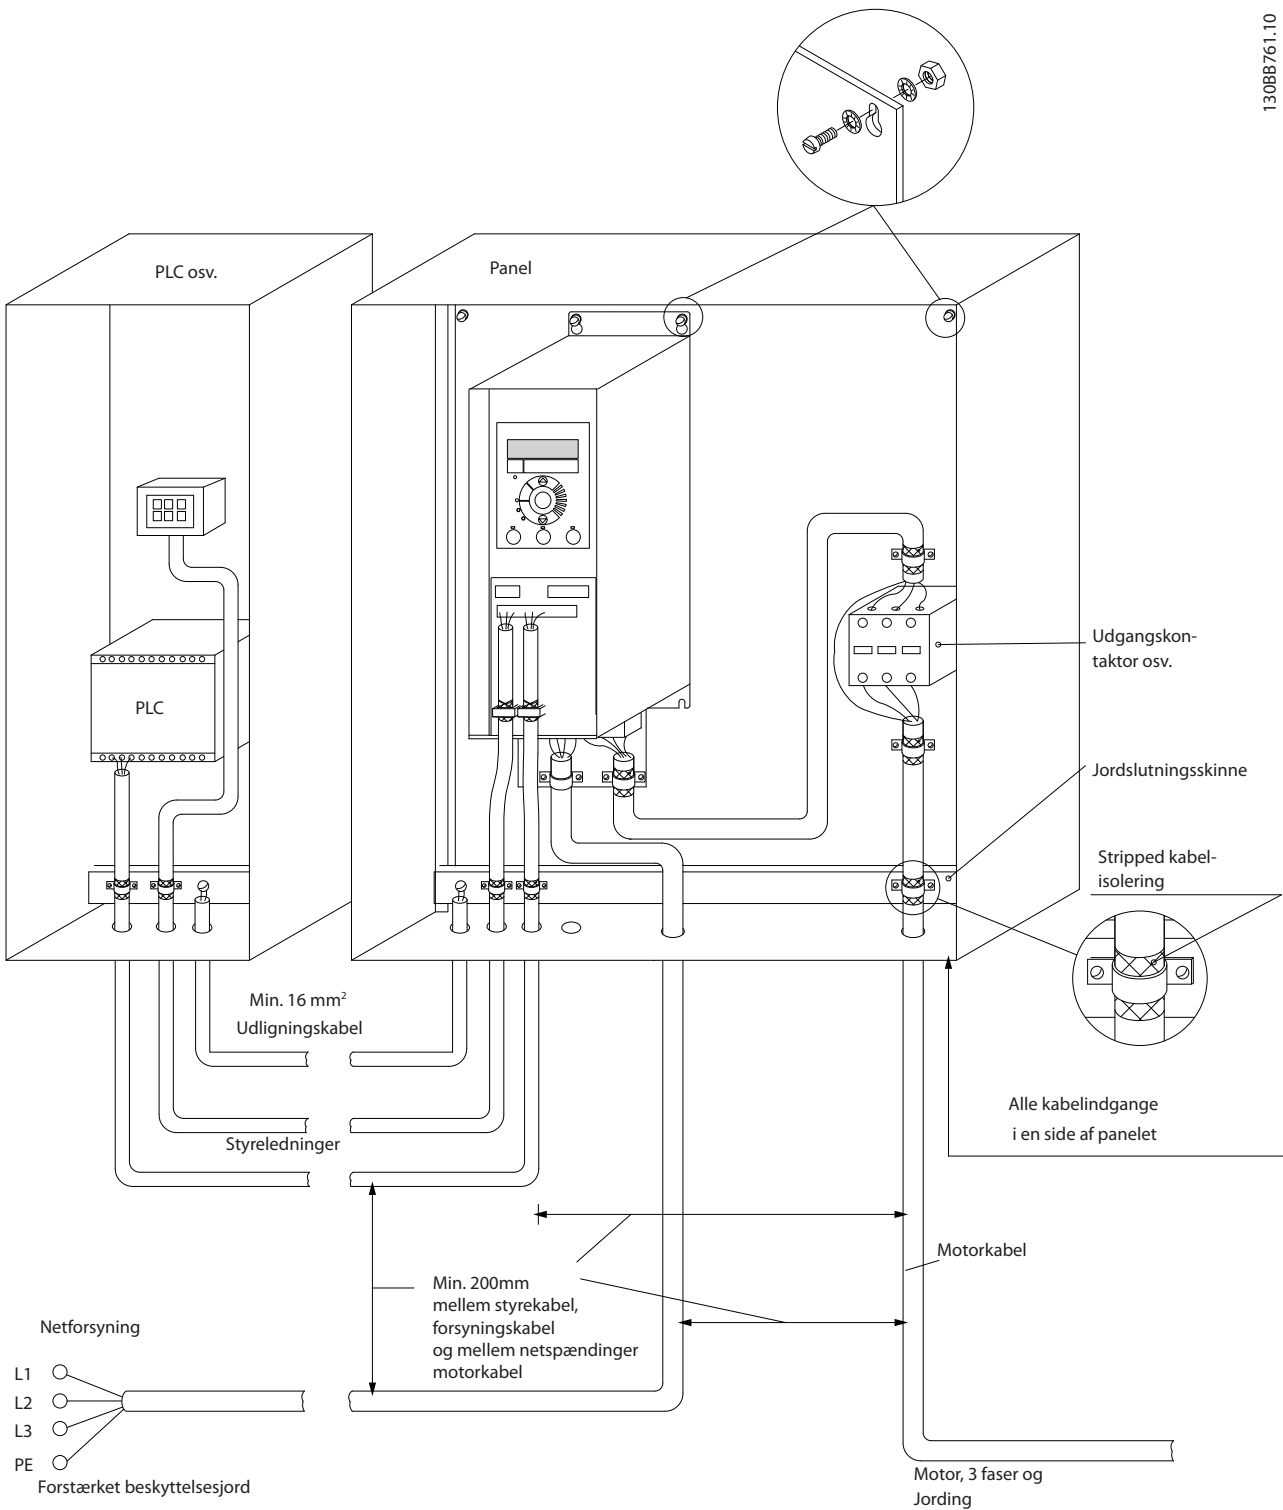 130BB761.10
PLC osv.
Panel
Udgangskon-
taktor osv.
PLC
Jordslutningsskinne
Stripped kabel-
isolering
Min. 16 mm²
Udligningskabel
Alle kabelindgange
i en side af panelet
Styreledninger
Motorkabel
Min. 200mm
mellem styrekabel,
forsyningskabel
og mellem netspændinger
motorkabel
Netforsyning
L1
L2
L3
PE
Forstærket beskyttelsesjord
Motor, 3 faser og
Jording